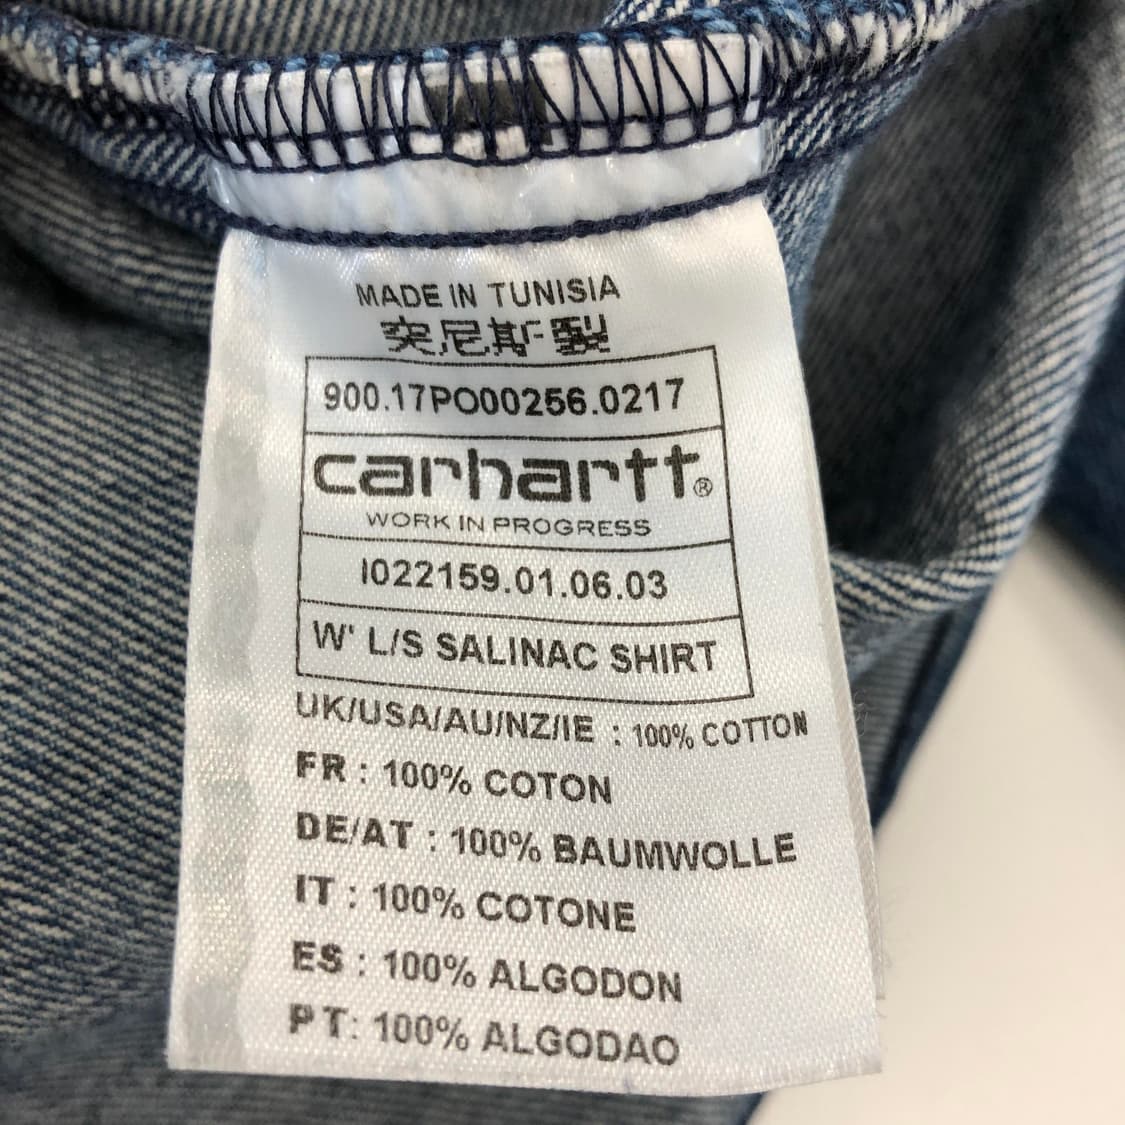 MADE IN TUNISIA
突尼斯製
900.17PO00256.0217
carhartt®
WORK IN PROGRESS
I022159.01.06.03
W' L/S SALINAC SHIRT
UK/USA/AU/NZ/IE : 100% COTTON
FR : 100% COTON
DE/AT : 100% BAUMWOLLE
IT : 100% COTONE
ES : 100% ALGODON
PT: 100% ALGODAO